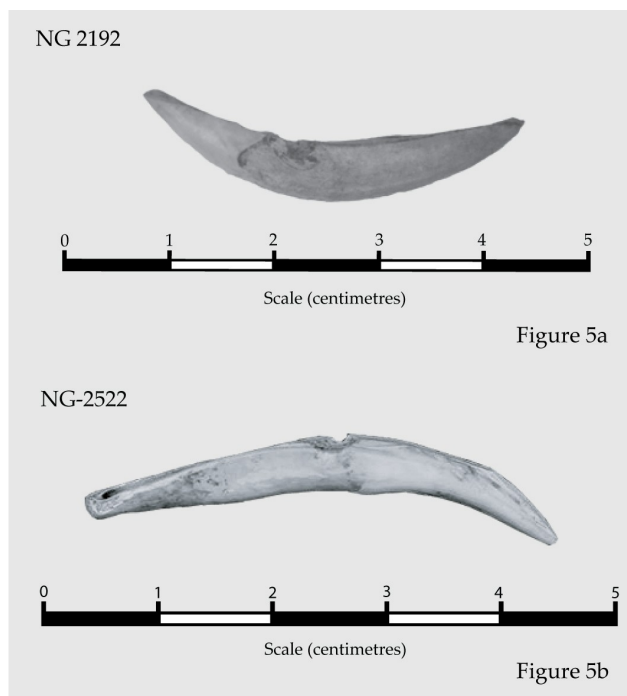 NG 2192
0 1 2 3 4 5
Scale (centimetres)
Figure 5a
NG-2522
0 1 2 3 4 5
Scale (centimetres)
Figure 5b